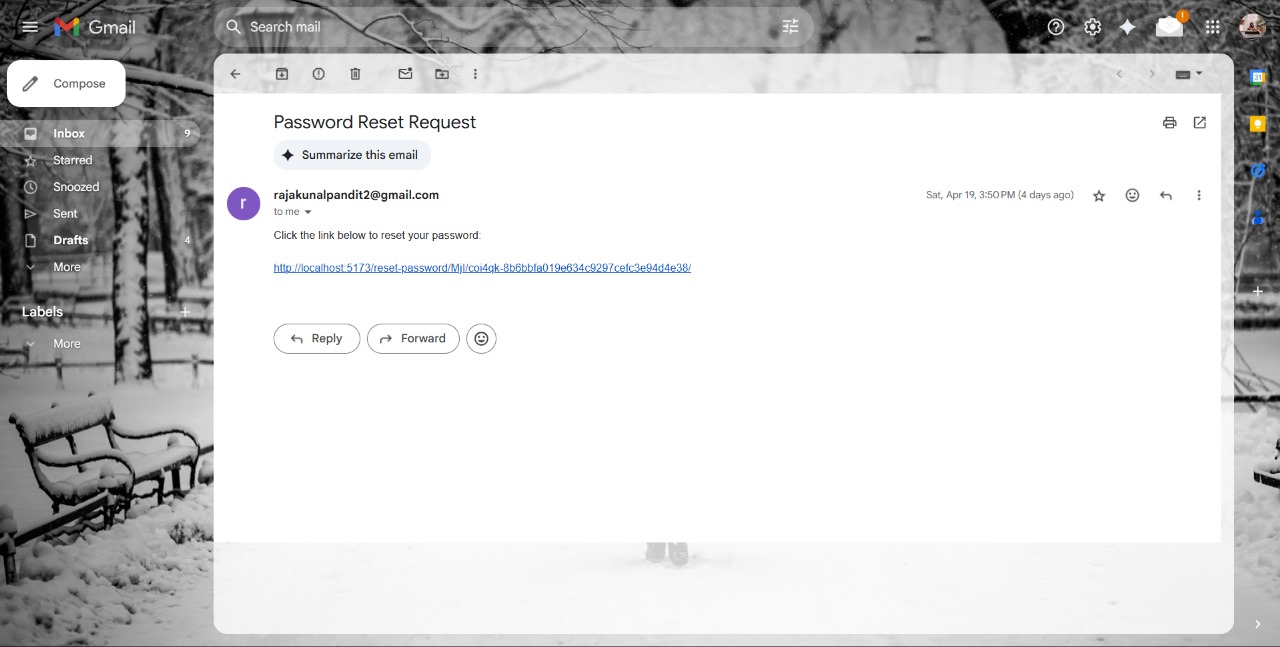 Gmail
Search mail
!
Compose
Inbox 9
Starred
Snoozed
Sent
Drafts 4
More
Labels
More
Password Reset Request
Summarize this email
r
rajakunalpandit2@gmail.com
Sat, Apr 19, 3:50 PM (4 days ago)
to me
Click the link below to reset your password:
http://localhost:5173/reset-password/MjI/coi4qk-8b6bbfa019e634c9297cefc3e94d4e38/
Reply
Forward
31